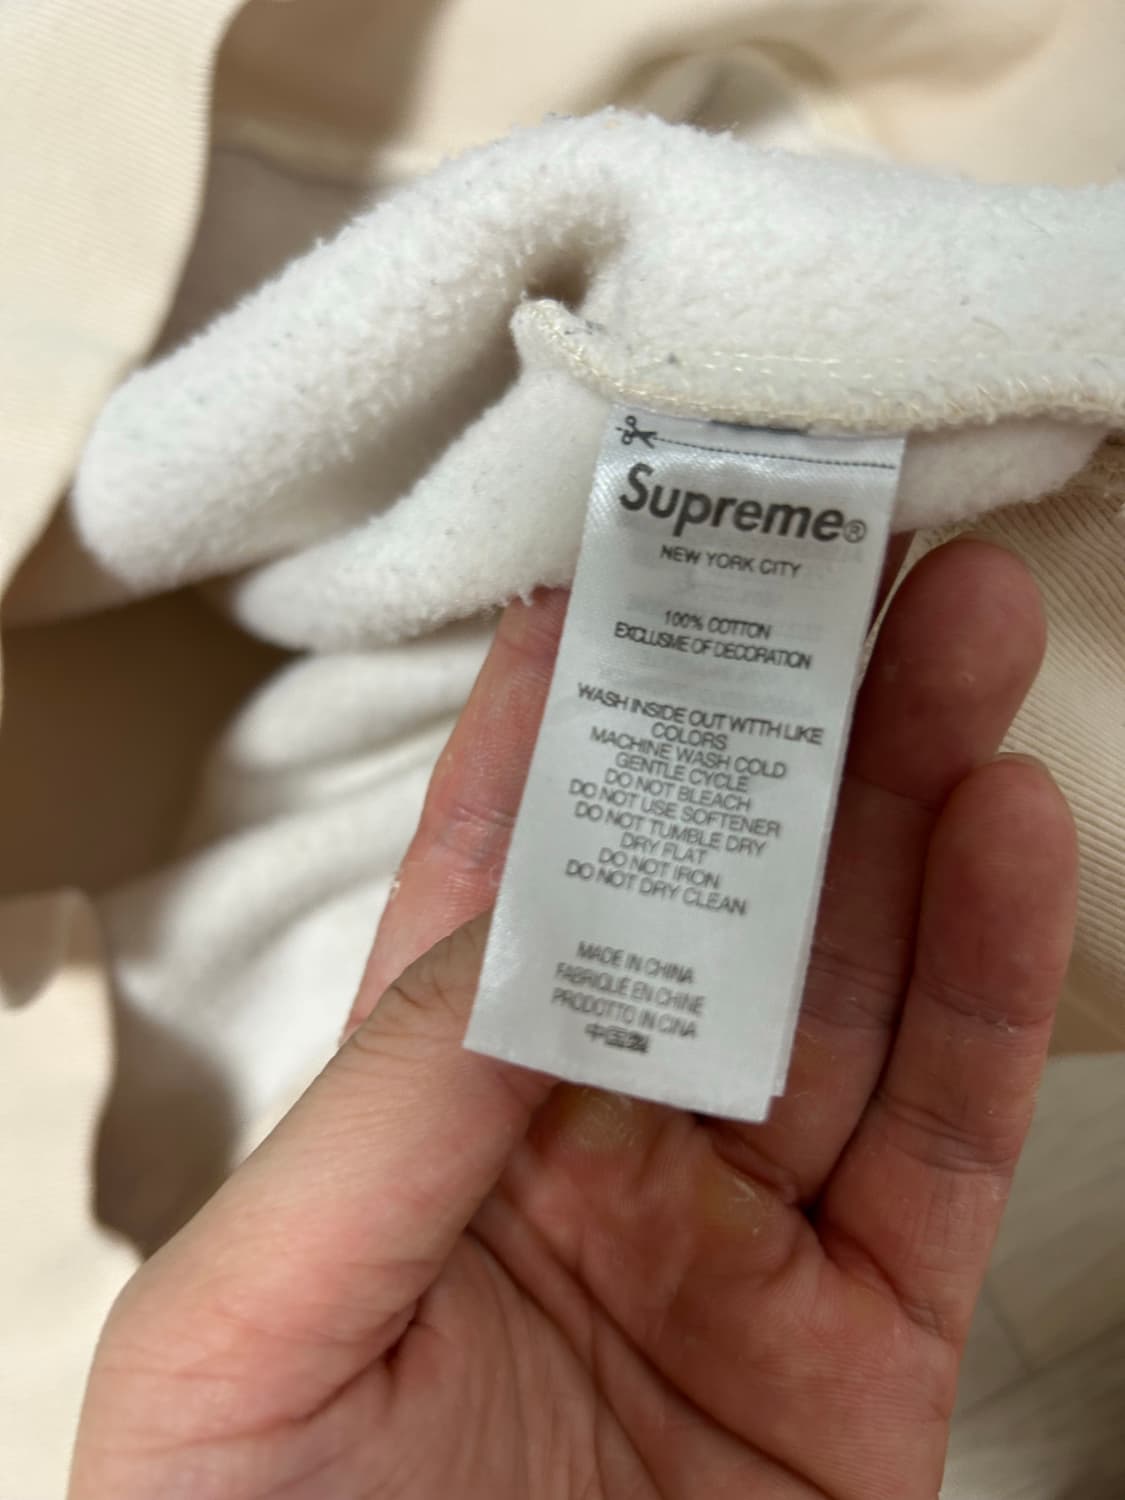 Supreme®
NEW YORK CITY
100% COTTON
EXCLUSIVE OF DECORATION
WASH INSIDE OUT WITH LIKE
COLORS
MACHINE WASH COLD
GENTLE CYCLE
DO NOT BLEACH
DO NOT USE SOFTENER
DO NOT TUMBLE DRY
DRY FLAT
DO NOT IRON
DO NOT DRY CLEAN
MADE IN CHINA
FABRIQUE EN CHINE
PRODOTTO IN CINA
中国製